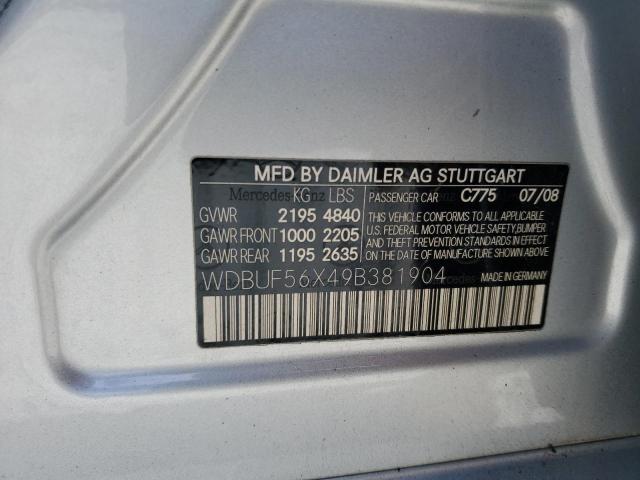 MFD BY DAIMLER AG STUTTGART
KG LBS PASSENGER CAR C775 07/08
GVWR 2195 4840 THIS VEHICLE CONFORMS TO ALL APPLICABLE
GAWR FRONT 1000 2205 U.S. FEDERAL MOTOR VEHICLE SAFETY, BUMPER
GAWR REAR 1195 2635 AND THEFT PREVENTION STANDARDS IN EFFECT
ON THE DATE OF MANUFACTURE SHOWN ABOVE
WDBUF56X49B381904 MADE IN GERMANY